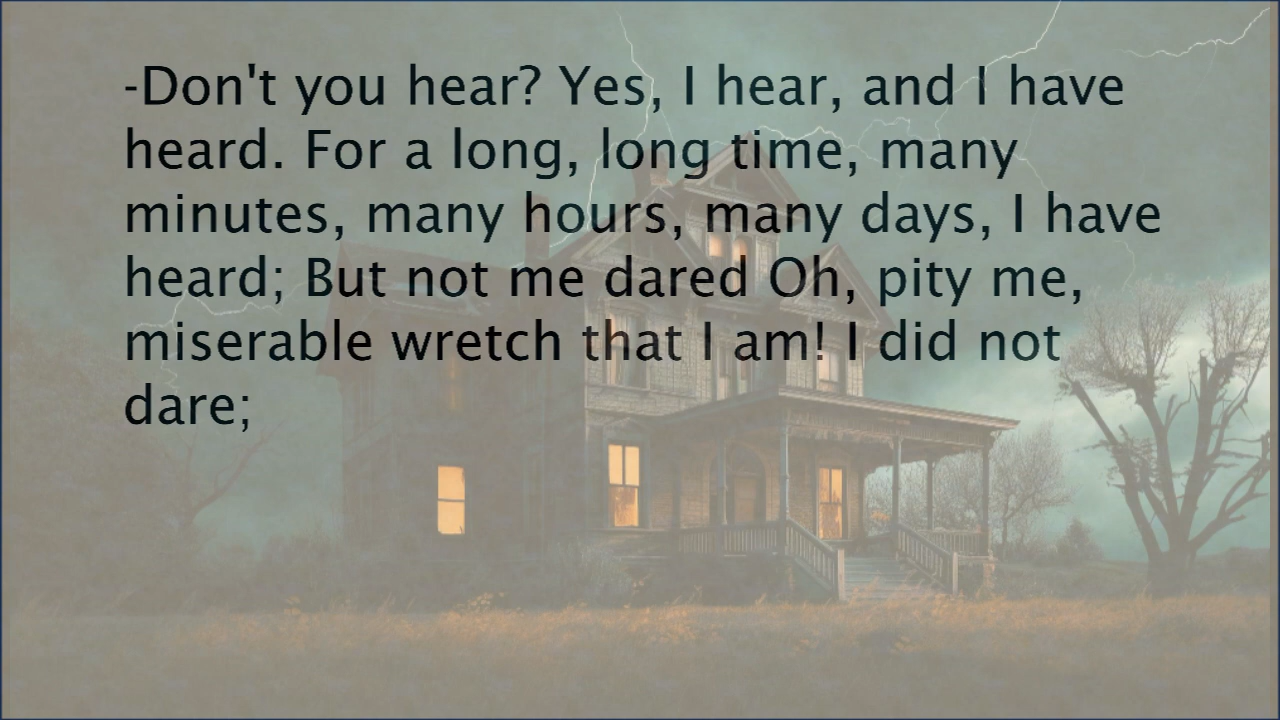 -Don't you hear? Yes, I hear, and I have
heard. For a long, long time, many
minutes, many hours, many days, I have
heard; But not me dared Oh, pity me,
miserable wretch that I am! I did not
dare;